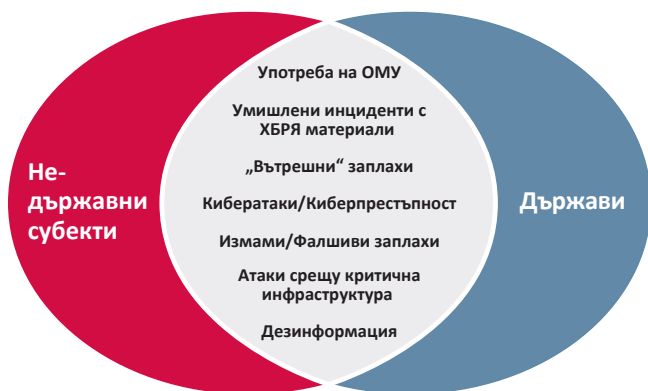 Не-
държавни
субекти
Употреба на ОМУ
Умишлени инциденти с
ХБРЯ материали
„Вътрешни“ заплахи
Кибератаки/Киберпрестъпност
Измами/Фалшиви заплахи
Атаки срещу критична
инфраструктура
Дезинформация
Държави